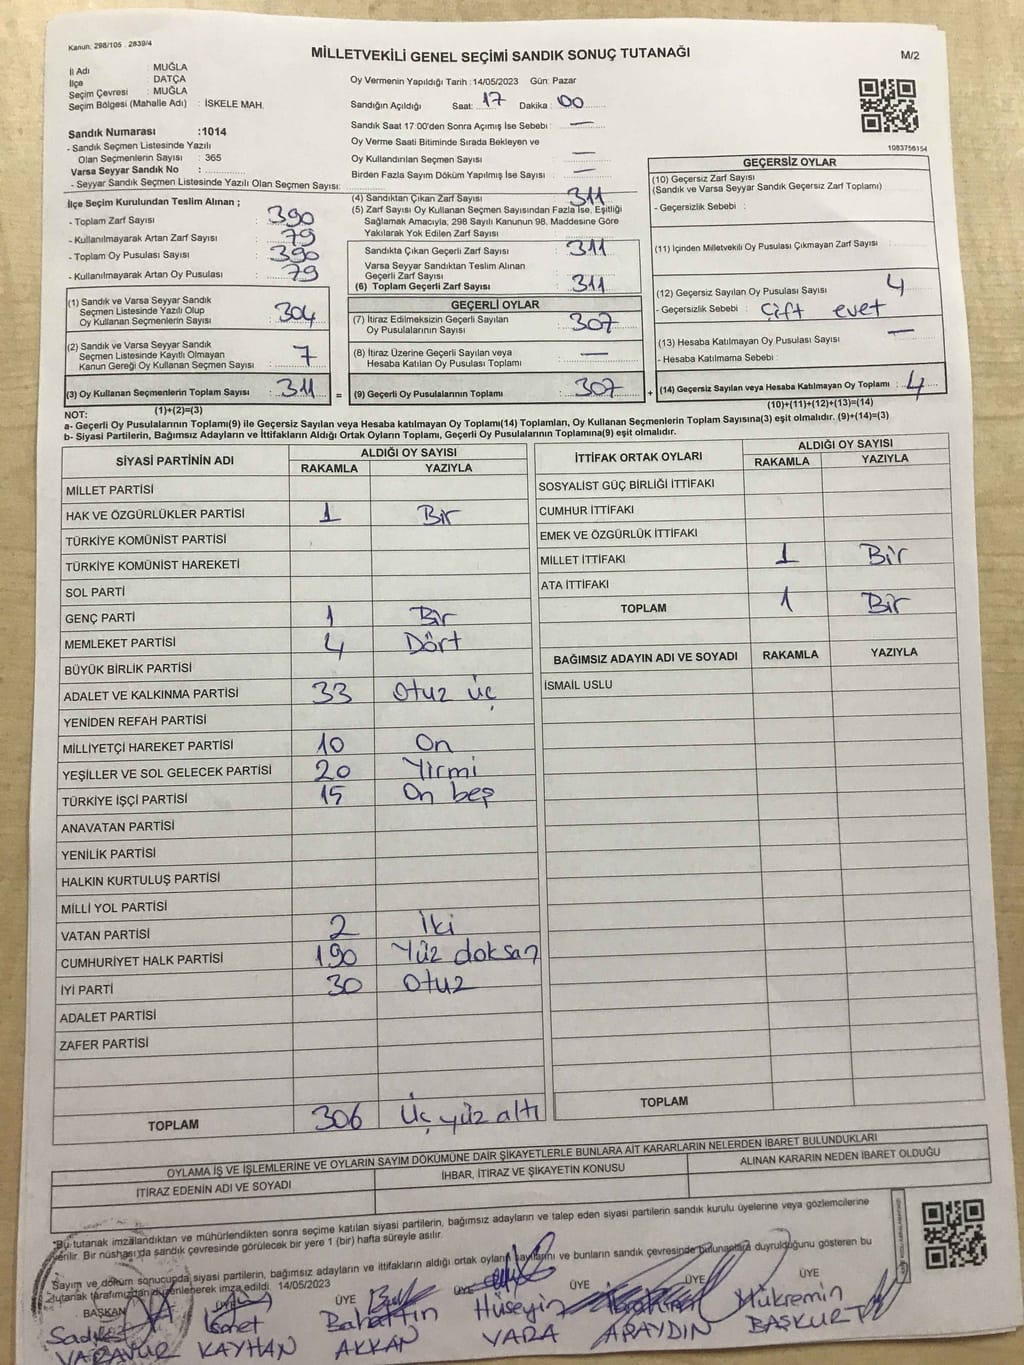 Kanun. 298/105 . 2839/4
MİLLETVEKİLİ GENEL SEÇİMİ SANDIK SONUÇ TUTANAĞI
M/2
İl Adı : MUĞLA
İlçe : DATÇA
Seçim Çevresi : MUĞLA
Seçim Bölgesi (Mahalle Adı) : İSKELE MAH.
Sandık Numarası :1014
- Sandık Seçmen Listesinde Yazılı
Olan Seçmenlerin Sayısı : 365
Varsa Seyyar Sandık No :
- Seyyar Sandık Seçmen Listesinde Yazılı Olan Seçmen Sayısı:
Oy Vermenin Yapıldığı Tarih : 14/05/2023 Gün: Pazar
Sandığın Açıldığı Saat: 17 Dakika : 00
Sandık Saat 17:00'den Sonra Açımış İse Sebebi : —
Oy Verme Saati Bitiminde Sırada Bekleyen ve
Oy Kullandırılan Seçmen Sayısı : —
Birden Fazla Sayım Döküm Yapılmış İse Sayısı : —
1083756154
İlçe Seçim Kurulundan Teslim Alınan ;
- Toplam Zarf Sayısı : 390
- Kullanılmayarak Artan Zarf Sayısı : 79
- Toplam Oy Pusulası Sayısı : 390
- Kullanılmayarak Artan Oy Pusulası : 79
(1) Sandık ve Varsa Seyyar Sandık
Seçmen Listesinde Yazılı Olup
Oy Kullanan Seçmenlerin Sayısı : 304
(2) Sandık ve Varsa Seyyar Sandık
Seçmen Listesinde Kayıtlı Olmayan
Kanun Gereği Oy Kullanan Seçmen Sayısı : 7
(3) Oy Kullanan Seçmenlerin Toplam Sayısı : 311
(1)+(2)=(3)
(4) Sandıktan Çıkan Zarf Sayısı : 311
(5) Zarf Sayısı Oy Kullanan Seçmen Sayısından Fazla İse, Eşitliği
Sağlamak Amacıyla, 298 Sayılı Kanunun 98. Maddesine Göre
Yakılarak Yok Edilen Zarf Sayısı :
Sandıkta Çıkan Geçerli Zarf Sayısı : 311
Varsa Seyyar Sandıktan Teslim Alınan
Geçerli Zarf Sayısı :
(6) Toplam Geçerli Zarf Sayısı : 311
GEÇERLİ OYLAR
(7) İtiraz Edilmeksizin Geçerli Sayılan
Oy Pusulalarının Sayısı : 307
(8) İtiraz Üzerine Geçerli Sayılan veya
Hesaba Katılan Oy Pusulası Toplamı : —
= (9) Geçerli Oy Pusulalarının Toplamı : 307 +
GEÇERSİZ OYLAR
(10) Geçersiz Zarf Sayısı
(Sandık ve Varsa Seyyar Sandık Geçersiz Zarf Toplamı) :
- Geçersizlik Sebebi :
(11) İçinden Milletvekili Oy Pusulası Çıkmayan Zarf Sayısı :
(12) Geçersiz Sayılan Oy Pusulası Sayısı : 4
- Geçersizlik Sebebi : Çift evet
(13) Hesaba Katılmayan Oy Pusulası Sayısı : —
- Hesaba Katılmama Sebebi :
(14) Geçersiz Sayılan veya Hesaba Katılmayan Oy Toplamı : 4
(10)+(11)+(12)+(13)=(14)
NOT:
a- Geçerli Oy Pusulalarının Toplamı(9) ile Geçersiz Sayılan veya Hesaba katılmayan Oy Toplamı(14) Toplamları, Oy Kullanan Seçmenlerin Toplam Sayısına(3) eşit olmalıdır. (9)+(14)=(3)
b- Siyasi Partilerin, Bağımsız Adayların ve İttifakların Aldığı Ortak Oyların Toplamı, Geçerli Oy Pusulalarının Toplamına(9) eşit olmalıdır.
SİYASİ PARTİNİN ADI ALDIĞI OY SAYISI
RAKAMLA YAZIYLA
MİLLET PARTİSİ
HAK VE ÖZGÜRLÜKLER PARTİSİ 1 Bir
TÜRKİYE KOMÜNİST PARTİSİ
TÜRKİYE KOMÜNİST HAREKETİ
SOL PARTİ
GENÇ PARTİ 1 Bir
MEMLEKET PARTİSİ 4 Dört
BÜYÜK BİRLİK PARTİSİ
ADALET VE KALKINMA PARTİSİ 33 Otuz üç
YENİDEN REFAH PARTİSİ
MİLLİYETÇİ HAREKET PARTİSİ 10 On
YEŞİLLER VE SOL GELECEK PARTİSİ 20 Yirmi
TÜRKİYE İŞÇİ PARTİSİ 15 On beş
ANAVATAN PARTİSİ
YENİLİK PARTİSİ
HALKIN KURTULUŞ PARTİSİ
MİLLİ YOL PARTİSİ
VATAN PARTİSİ 2 İki
CUMHURİYET HALK PARTİSİ 190 Yüz doksan
İYİ PARTİ 30 Otuz
ADALET PARTİSİ
ZAFER PARTİSİ
TOPLAM 306 Üç yüz altı
İTTİFAK ORTAK OYLARI ALDIĞI OY SAYISI
RAKAMLA YAZIYLA
SOSYALİST GÜÇ BİRLİĞİ İTTİFAKI
CUMHUR İTTİFAKI
EMEK VE ÖZGÜRLÜK İTTİFAKI
MİLLET İTTİFAKI 1 Bir
ATA İTTİFAKI
TOPLAM 1 Bir
BAĞIMSIZ ADAYIN ADI VE SOYADI RAKAMLA YAZIYLA
İSMAİL USLU
TOPLAM
OYLAMA İŞ VE İŞLEMLERİNE VE OYLARIN SAYIM DÖKÜMÜNE DAİR ŞİKAYETLERLE BUNLARA AİT KARARLARIN NELERDEN İBARET BULUNDUKLARI
İTİRAZ EDENİN ADI VE SOYADI İHBAR, İTİRAZ VE ŞİKAYETİN KONUSU ALINAN KARARIN NEDEN İBARET OLDUĞU
*Bu tutanak imzalandıktan ve mühürlendikten sonra seçime katılan siyasi partilerin, bağımsız adayların ve talep eden siyasi partilerin sandık kurulu üyelerine veya gözlemcilerine
verilir. Bir nüshası da sandık çevresinde görülecek bir yere 1 (bir) hafta süreyle asılır.
Sayım ve döküm sonucunda siyasi partilerin, bağımsız adayların ve ittifakların aldığı ortak oyların sayılarını ve bunların sandık çevresinde bulunanlara duyrulduğunu gösteren bu
tutanak tarafımızdan düzenlenerek imza edildi. 14/05/2023
BAŞKAN ÜYE ÜYE ÜYE ÜYE ÜYE ÜYE
İsmet Bahattin Hüseyin İbrahim Mükremin
VARAVUR KAYHAN AKKAN VARA APAYDIN BAŞKURT